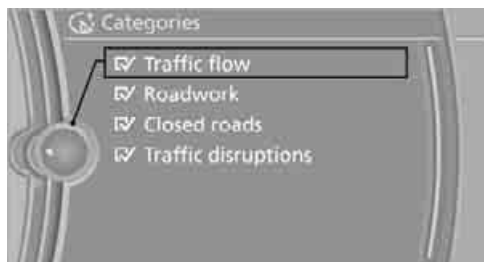 Categories
Traffic flow
Roadwork
Closed roads
Traffic disruptions